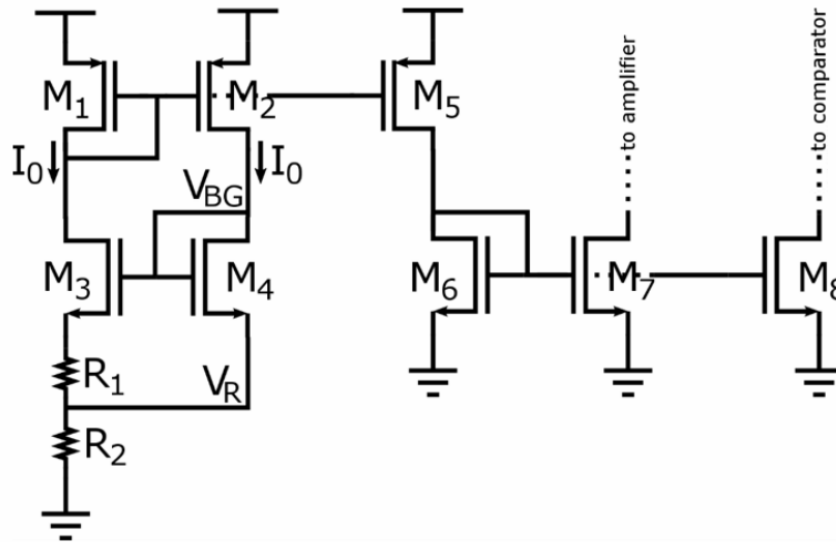 to amplifier
to comparator
M1
M2
M5
I0
VBG
I0
M3
M4
M6
M7
M8
R1
VR
R2